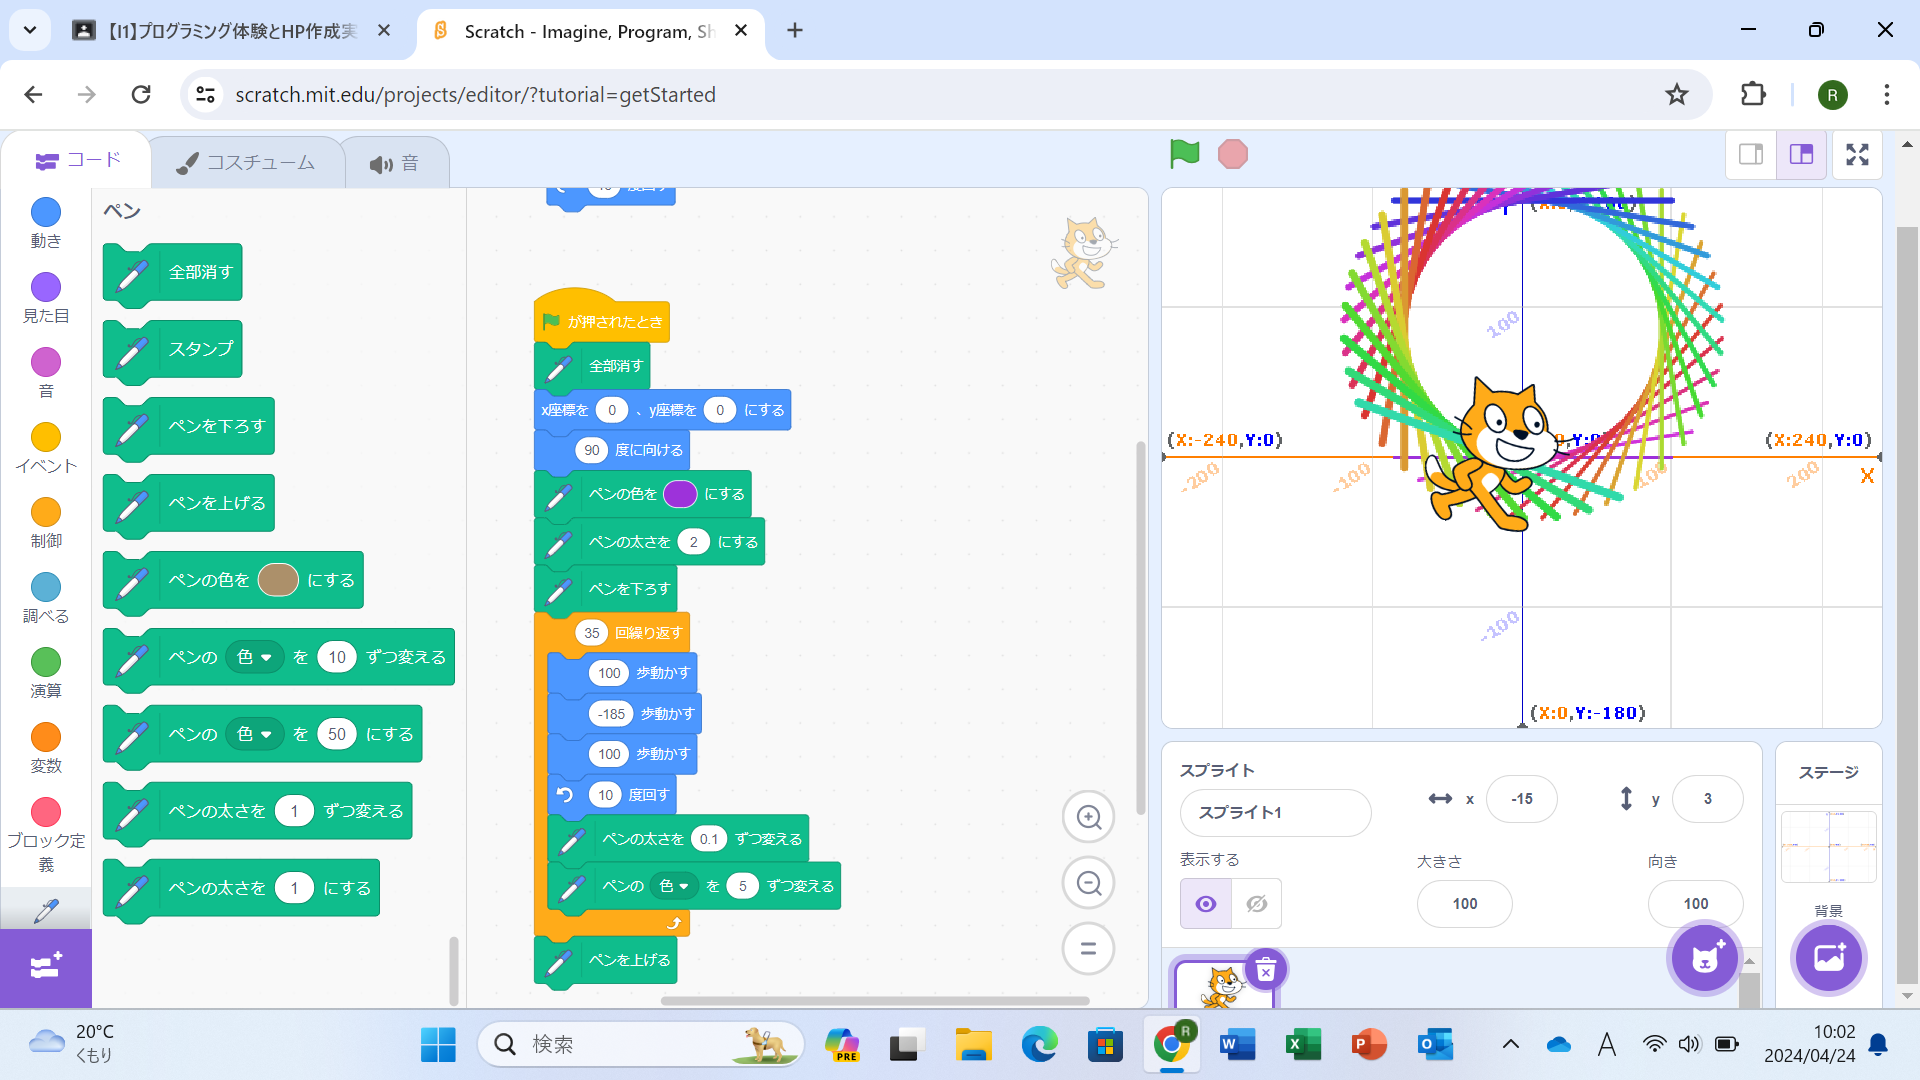 【I1】プログラミング体験とHP作成実
Scratch - Imagine, Program, Sh
scratch.mit.edu/projects/editor/?tutorial=getStarted
R
コード
コスチューム
音
動き
見た目
音
イベント
制御
調べる
演算
変数
ブロック定
義
ペン
全部消す
スタンプ
ペンを下ろす
ペンを上げる
ペンの色を にする
ペンの 色 を 10 ずつ変える
ペンの 色 を 50 にする
ペンの太さを 1 ずつ変える
ペンの太さを 1 にする
が押されたとき
全部消す
x座標を 0 、y座標を 0 にする
90 度に向ける
ペンの色を にする
ペンの太さを 2 にする
ペンを下ろす
35 回繰り返す
100 歩動かす
-185 歩動かす
100 歩動かす
10 度回す
ペンの太さを 0.1 ずつ変える
ペンの 色 を 5 ずつ変える
ペンを上げる
100
(X:-240,Y:0)
(X:240,Y:0)
-200
-100
100
200
X
-100
(X:0,Y:-180)
スプライト
スプライト1
x -15
y 3
表示する
大きさ
100
向き
100
ステージ
背景
20°C
くもり
検索
PRE
R
A
10:02
2024/04/24